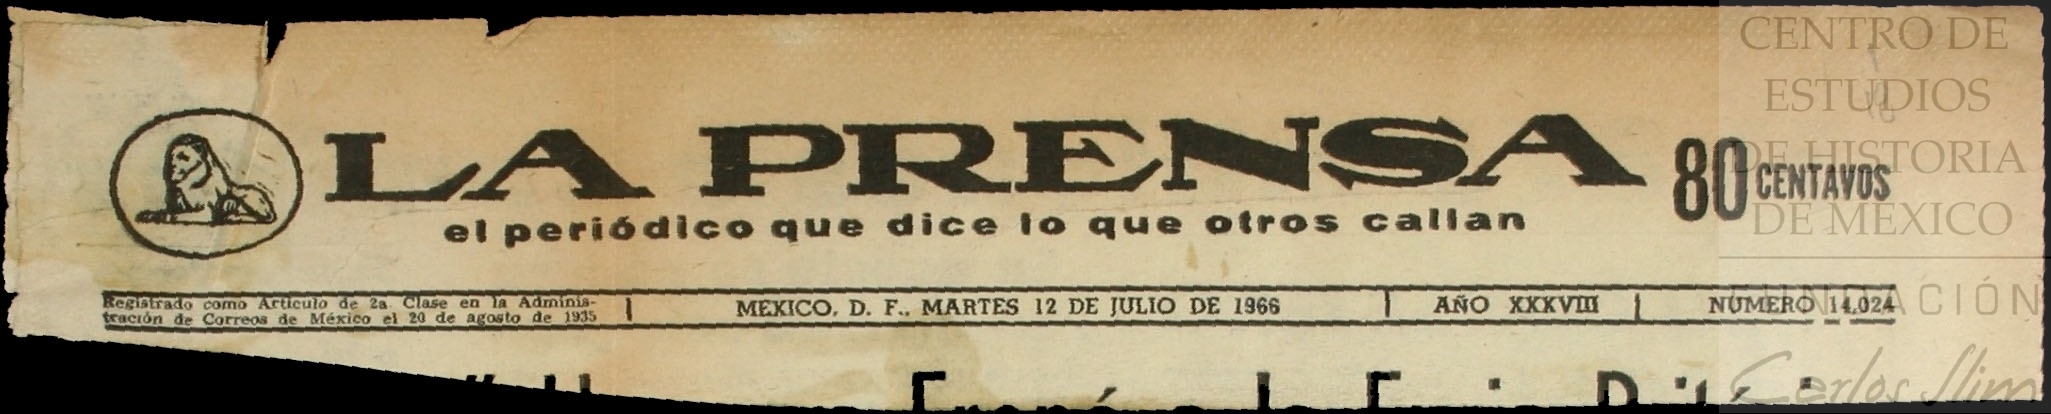 LA PRENSA
80 CENTAVOS
el periódico que dice lo que otros callan
Registrado como Artículo de 2a. Clase en la Adminis-
tración de Correos de México el 20 de agosto de 1935
MEXICO, D. F., MARTES 12 DE JULIO DE 1966
AÑO XXXVIII
NUMERO 14,024
CENTRO DE
ESTUDIOS
DE HISTORIA
DE MÉXICO
FUNDACIÓN
Carlos Slim